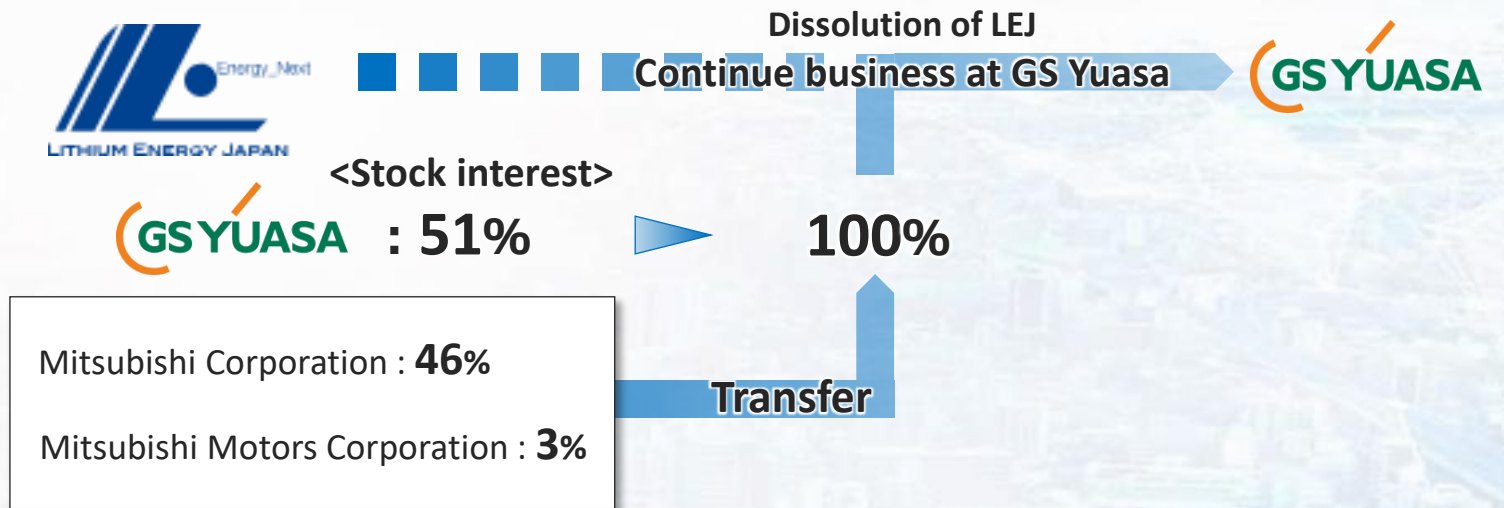 Dissolution of LEJ
Energy_Next
Continue business at GS Yuasa
GS YUASA
LITHIUM ENERGY JAPAN
<Stock interest>
GS YUASA : 51%
100%
Mitsubishi Corporation : 46%
Transfer
Mitsubishi Motors Corporation : 3%